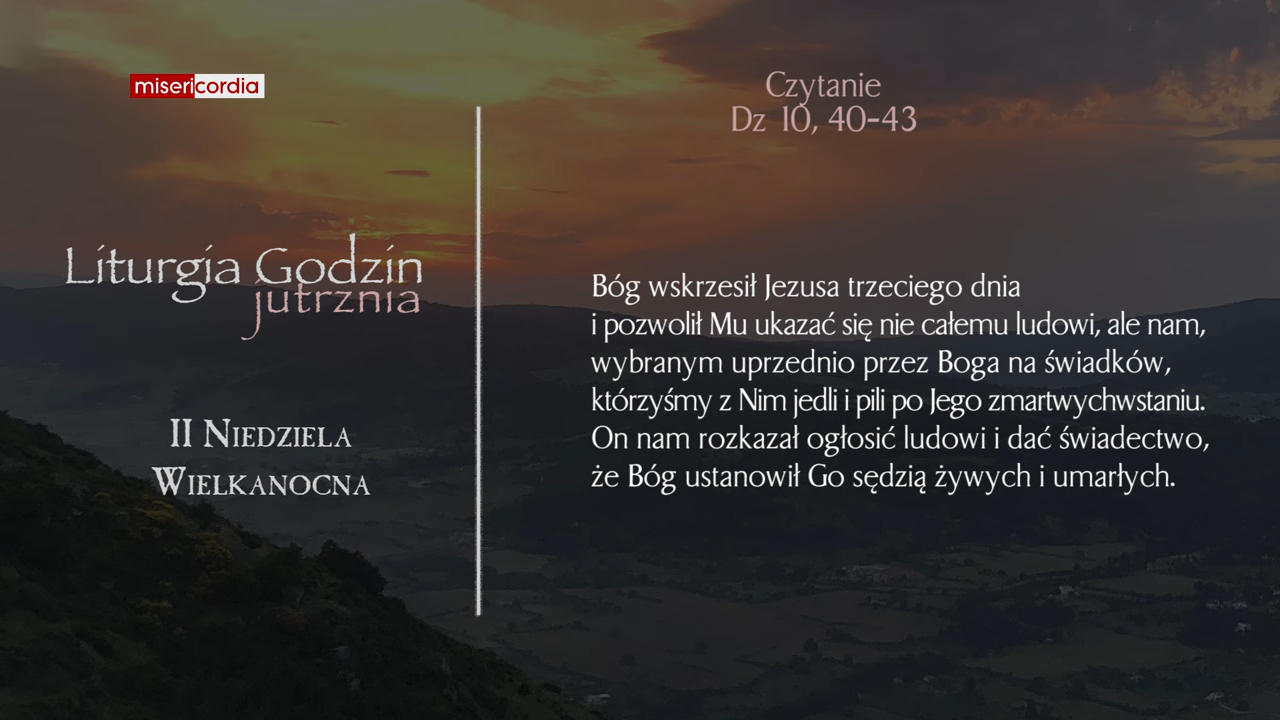 misericordia
Liturgia Godzin
jutrznia
II Niedziela
Wielkanocna
Czytanie
Dz 10, 40-43
Bóg wskrzesił Jezusa trzeciego dnia
i pozwolił Mu ukazać się nie całemu ludowi, ale nam,
wybranym uprzednio przez Boga na świadków,
którzyśmy z Nim jedli i pili po Jego zmartwychwstaniu.
On nam rozkazał ogłosić ludowi i dać świadectwo,
że Bóg ustanowił Go sędzią żywych i umarłych.